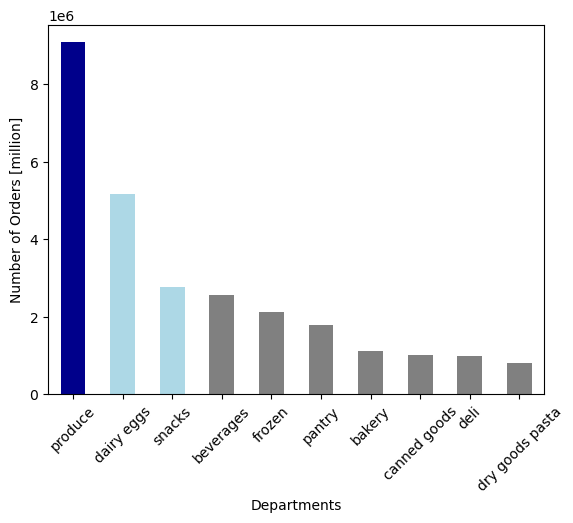 1e6
8
6
4
2
0
Number of Orders [million]
produce
dairy eggs
snacks
beverages
frozen
pantry
bakery
canned goods
deli
dry goods pasta
Departments